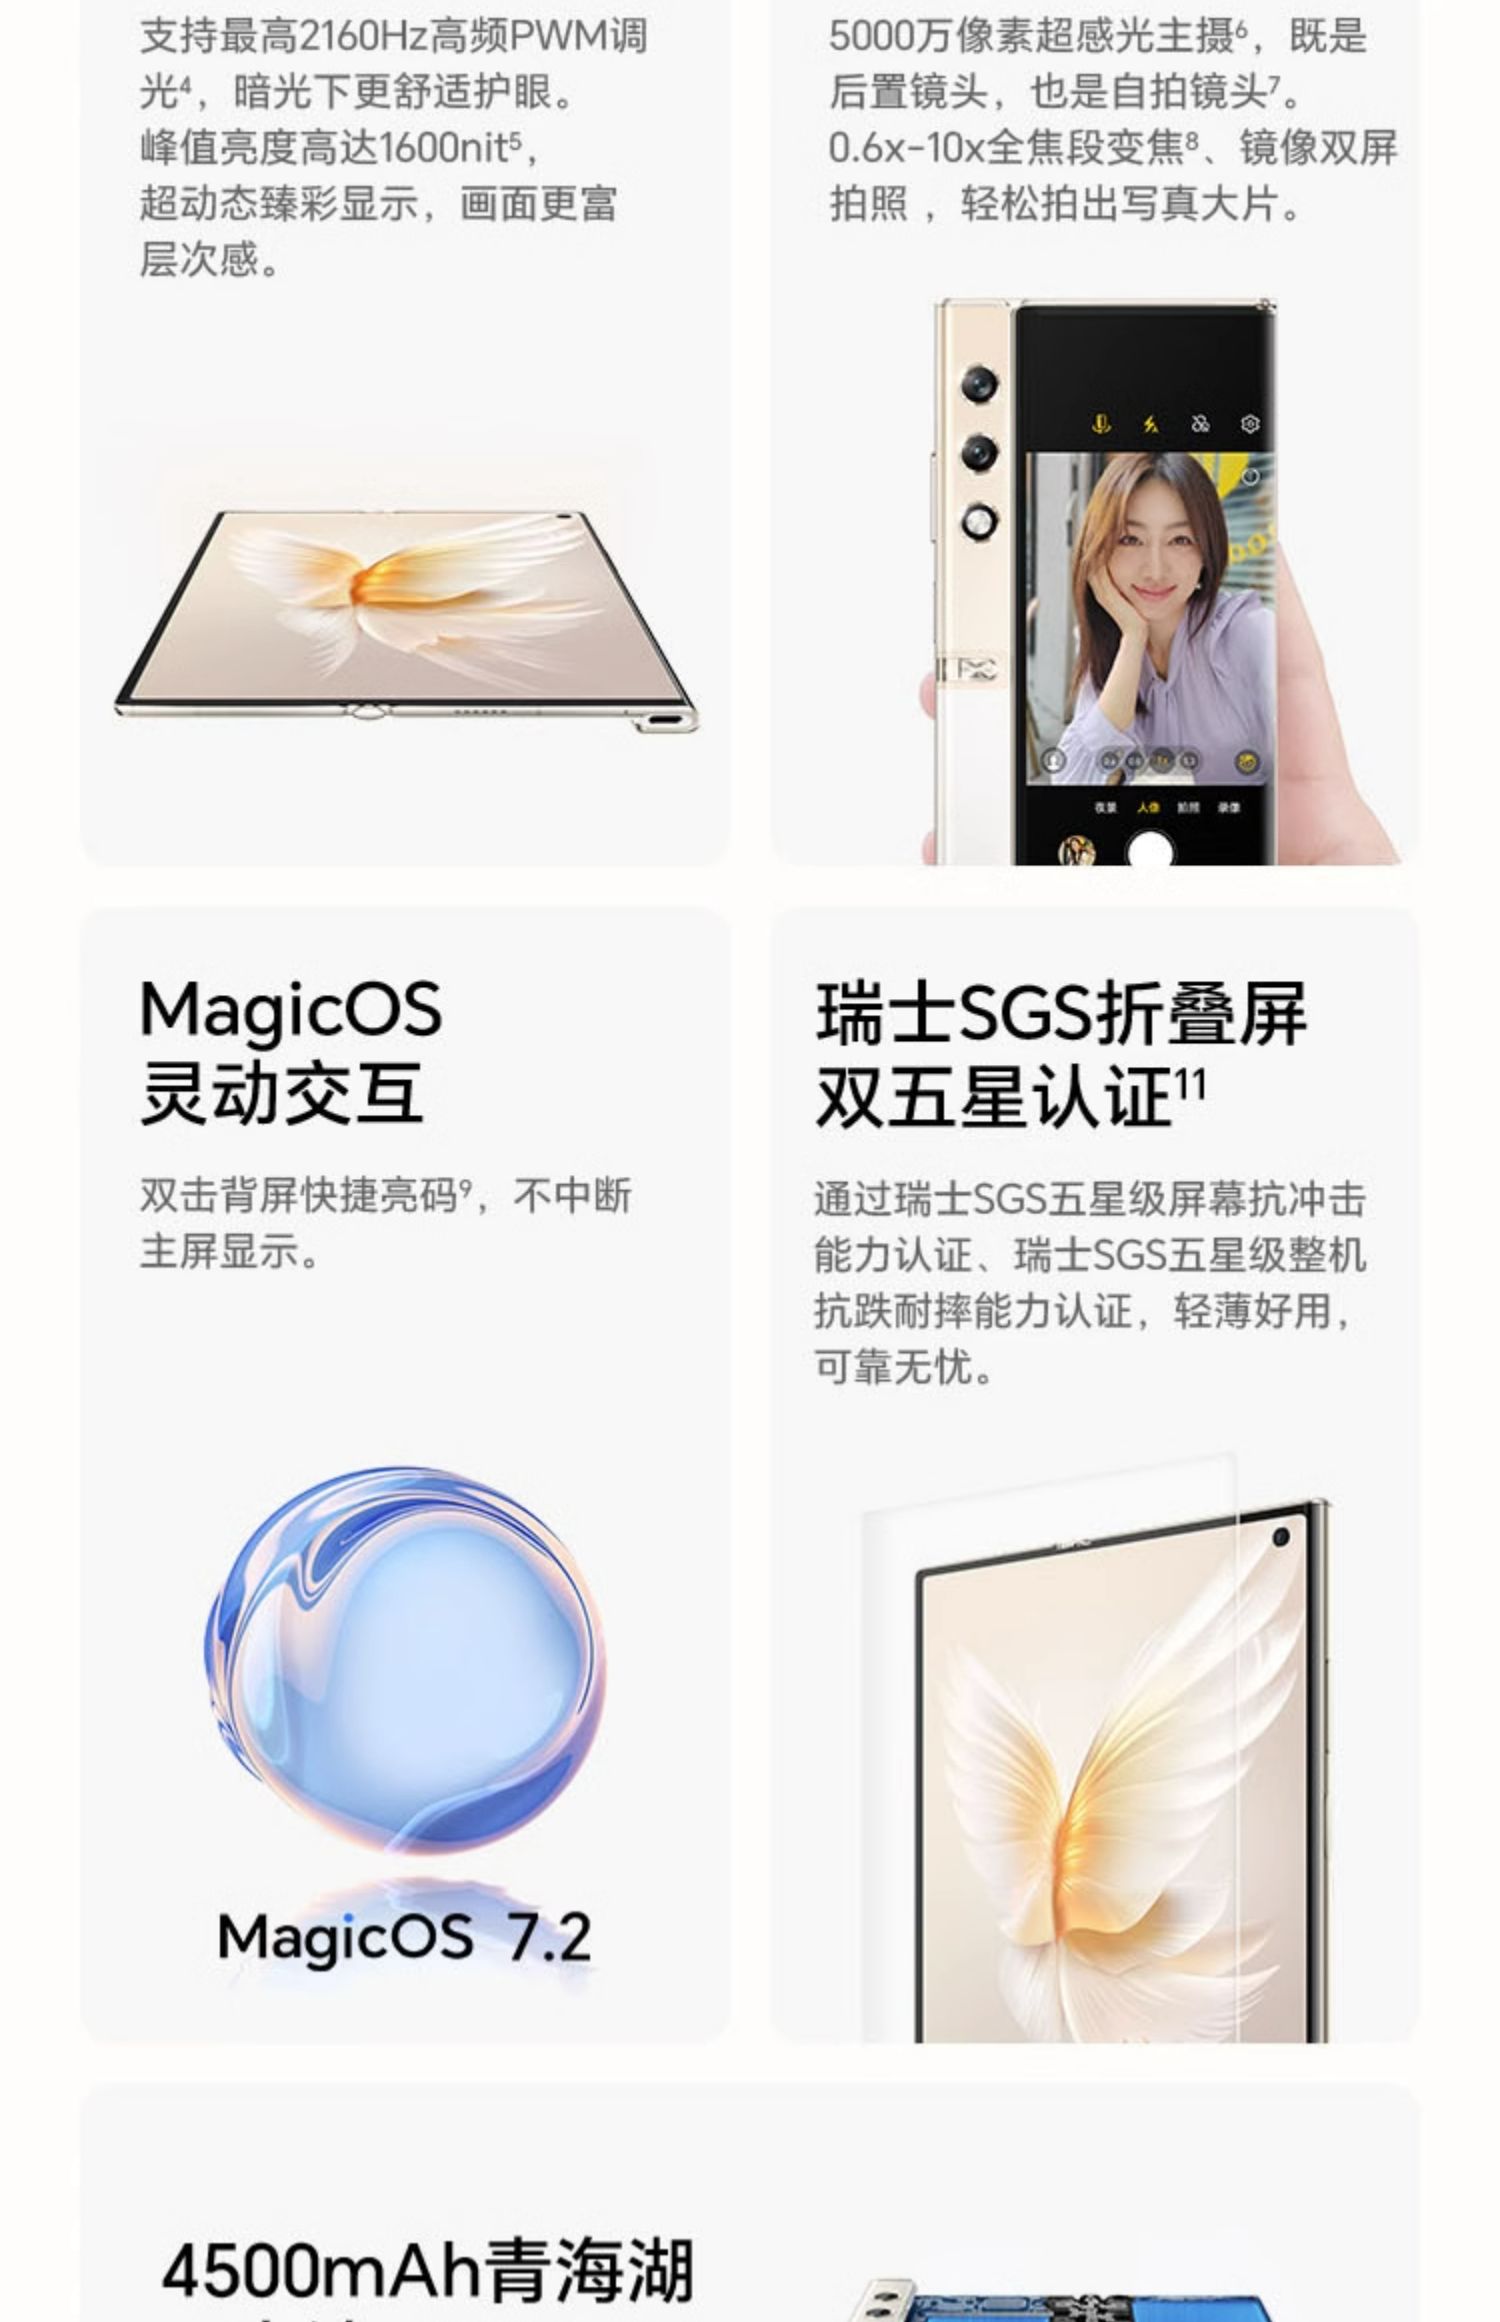 支持最高2160Hz高频PWM调
光4，暗光下更舒适护眼。
峰值亮度高达1600nit5，
超动态臻彩显示，画面更富
层次感。
5000万像素超感光主摄6，既是
后置镜头，也是自拍镜头7。
0.6x-10x全焦段变焦8、镜像双屏
拍照 ，轻松拍出写真大片。
夜景 人像 拍照 录像
MagicOS
灵动交互
双击背屏快捷亮码9，不中断
主屏显示。
MagicOS 7.2
瑞士SGS折叠屏
双五星认证11
通过瑞士SGS五星级屏幕抗冲击
能力认证、瑞士SGS五星级整机
抗跌耐摔能力认证，轻薄好用，
可靠无忧。
4500mAh青海湖